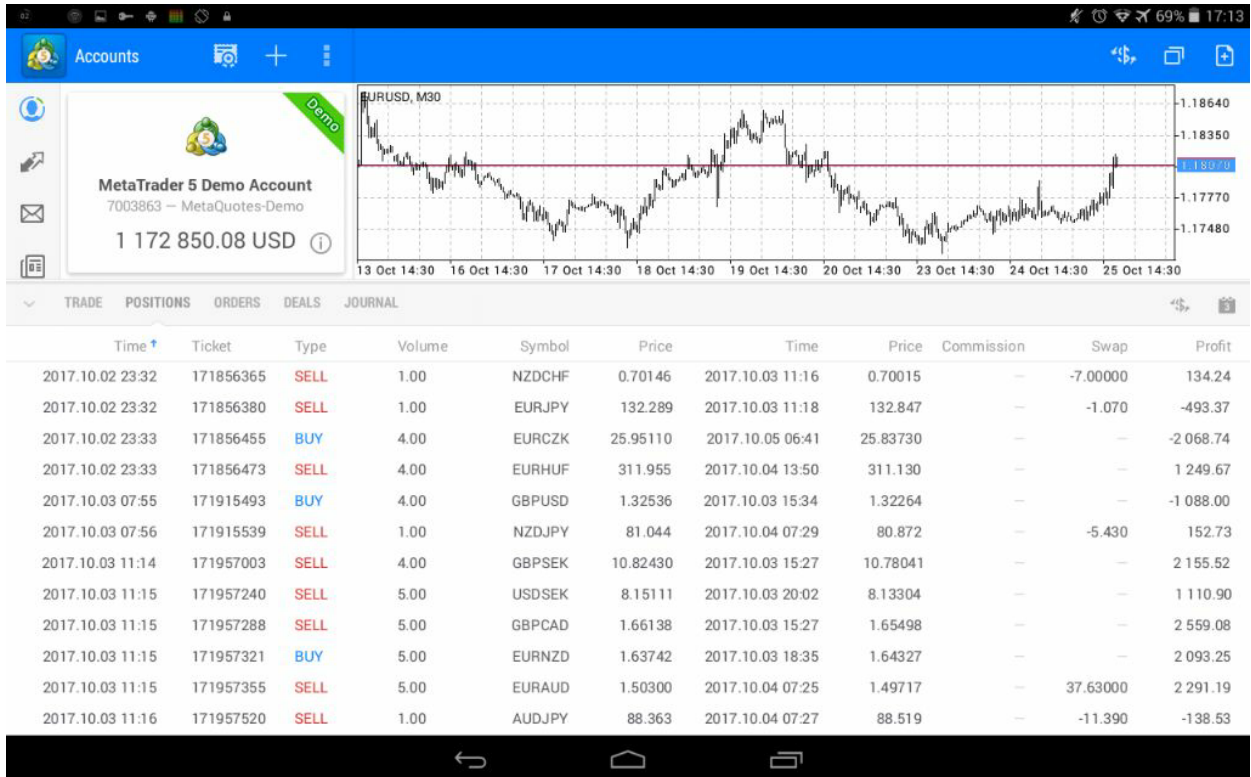 69% 17:13
Accounts
Demo
MetaTrader 5 Demo Account
7003863 — MetaQuotes-Demo
1 172 850.08 USD
EURUSD, M30
1.18640
1.18350
1.18070
1.17770
1.17480
13 Oct 14:30 16 Oct 14:30 17 Oct 14:30 18 Oct 14:30 19 Oct 14:30 20 Oct 14:30 23 Oct 14:30 24 Oct 14:30 25 Oct 14:30
TRADE POSITIONS ORDERS DEALS JOURNAL
Time Ticket Type Volume Symbol Price Time Price Commission Swap Profit
2017.10.02 23:32 171856365 SELL 1.00 NZDCHF 0.70146 2017.10.03 11:16 0.70015 — -7.00000 134.24
2017.10.02 23:32 171856380 SELL 1.00 EURJPY 132.289 2017.10.03 11:18 132.847 — -1.070 -493.37
2017.10.02 23:33 171856455 BUY 4.00 EURCZK 25.95110 2017.10.05 06:41 25.83730 — — -2 068.74
2017.10.02 23:33 171856473 SELL 4.00 EURHUF 311.955 2017.10.04 13:50 311.130 — — 1 249.67
2017.10.03 07:55 171915493 BUY 4.00 GBPUSD 1.32536 2017.10.03 15:34 1.32264 — — -1 088.00
2017.10.03 07:56 171915539 SELL 1.00 NZDJPY 81.044 2017.10.04 07:29 80.872 — -5.430 152.73
2017.10.03 11:14 171957003 SELL 4.00 GBPSEK 10.82430 2017.10.03 15:27 10.78041 — — 2 155.52
2017.10.03 11:15 171957240 SELL 5.00 USDSEK 8.15111 2017.10.03 20:02 8.13304 — — 1 110.90
2017.10.03 11:15 171957288 SELL 5.00 GBPCAD 1.66138 2017.10.03 15:27 1.65498 — — 2 559.08
2017.10.03 11:15 171957321 BUY 5.00 EURNZD 1.63742 2017.10.03 18:35 1.64327 — — 2 093.25
2017.10.03 11:15 171957355 SELL 5.00 EURAUD 1.50300 2017.10.04 07:25 1.49717 — 37.63000 2 291.19
2017.10.03 11:16 171957520 SELL 1.00 AUDJPY 88.363 2017.10.04 07:27 88.519 — -11.390 -138.53